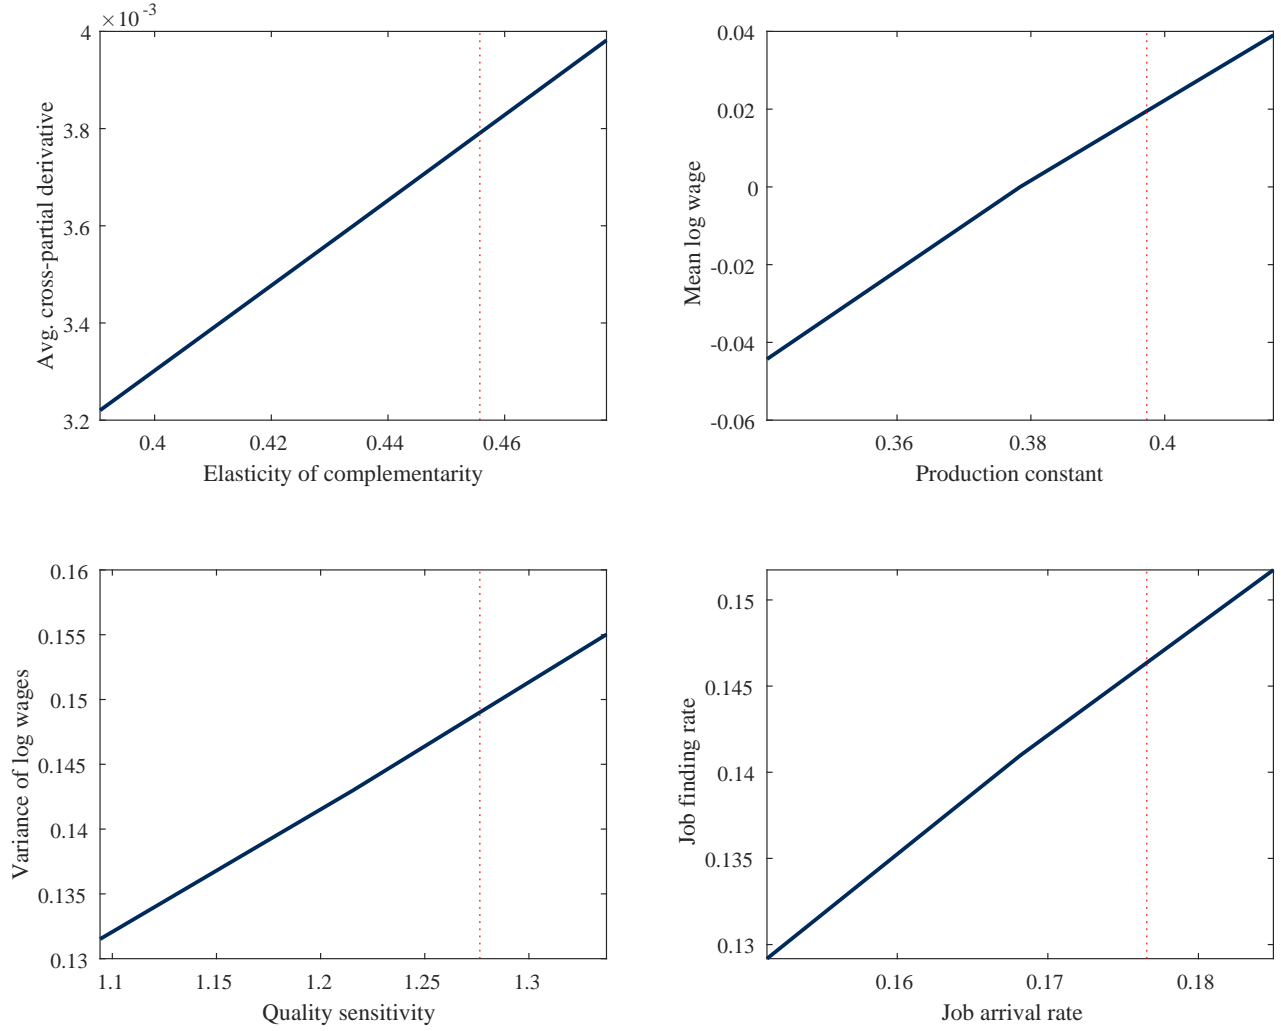 ×10⁻³
4
3.8
3.6
3.4
3.2
Avg. cross-partial derivative
0.4 0.42 0.44 0.46
Elasticity of complementarity
0.04
0.02
0
-0.02
-0.04
-0.06
Mean log wage
0.36 0.38 0.4
Production constant
0.16
0.155
0.15
0.145
0.14
0.135
0.13
Variance of log wages
1.1 1.15 1.2 1.25 1.3
Quality sensitivity
0.15
0.145
0.14
0.135
0.13
Job finding rate
0.16 0.17 0.18
Job arrival rate